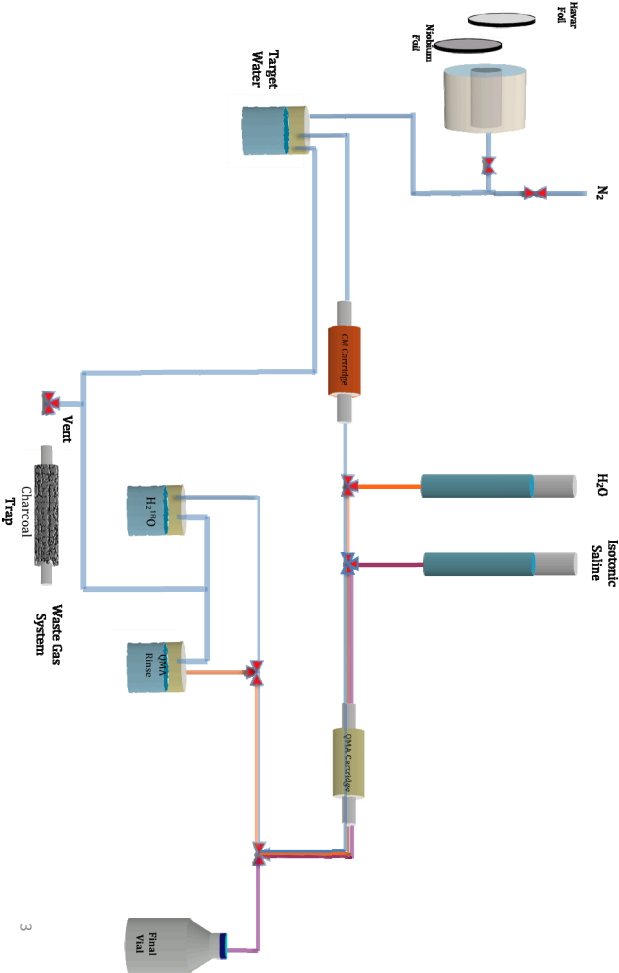 Havar
Foil
Niobium
Foil
N₂
Target
Water
CM Cartridge
H₂O
Isotonic
Saline
Vent
Charcoal
Trap
Waste Gas
System
H₂¹⁸O
QMA
Rinse
QMA Cartridge
Final
Vial
3